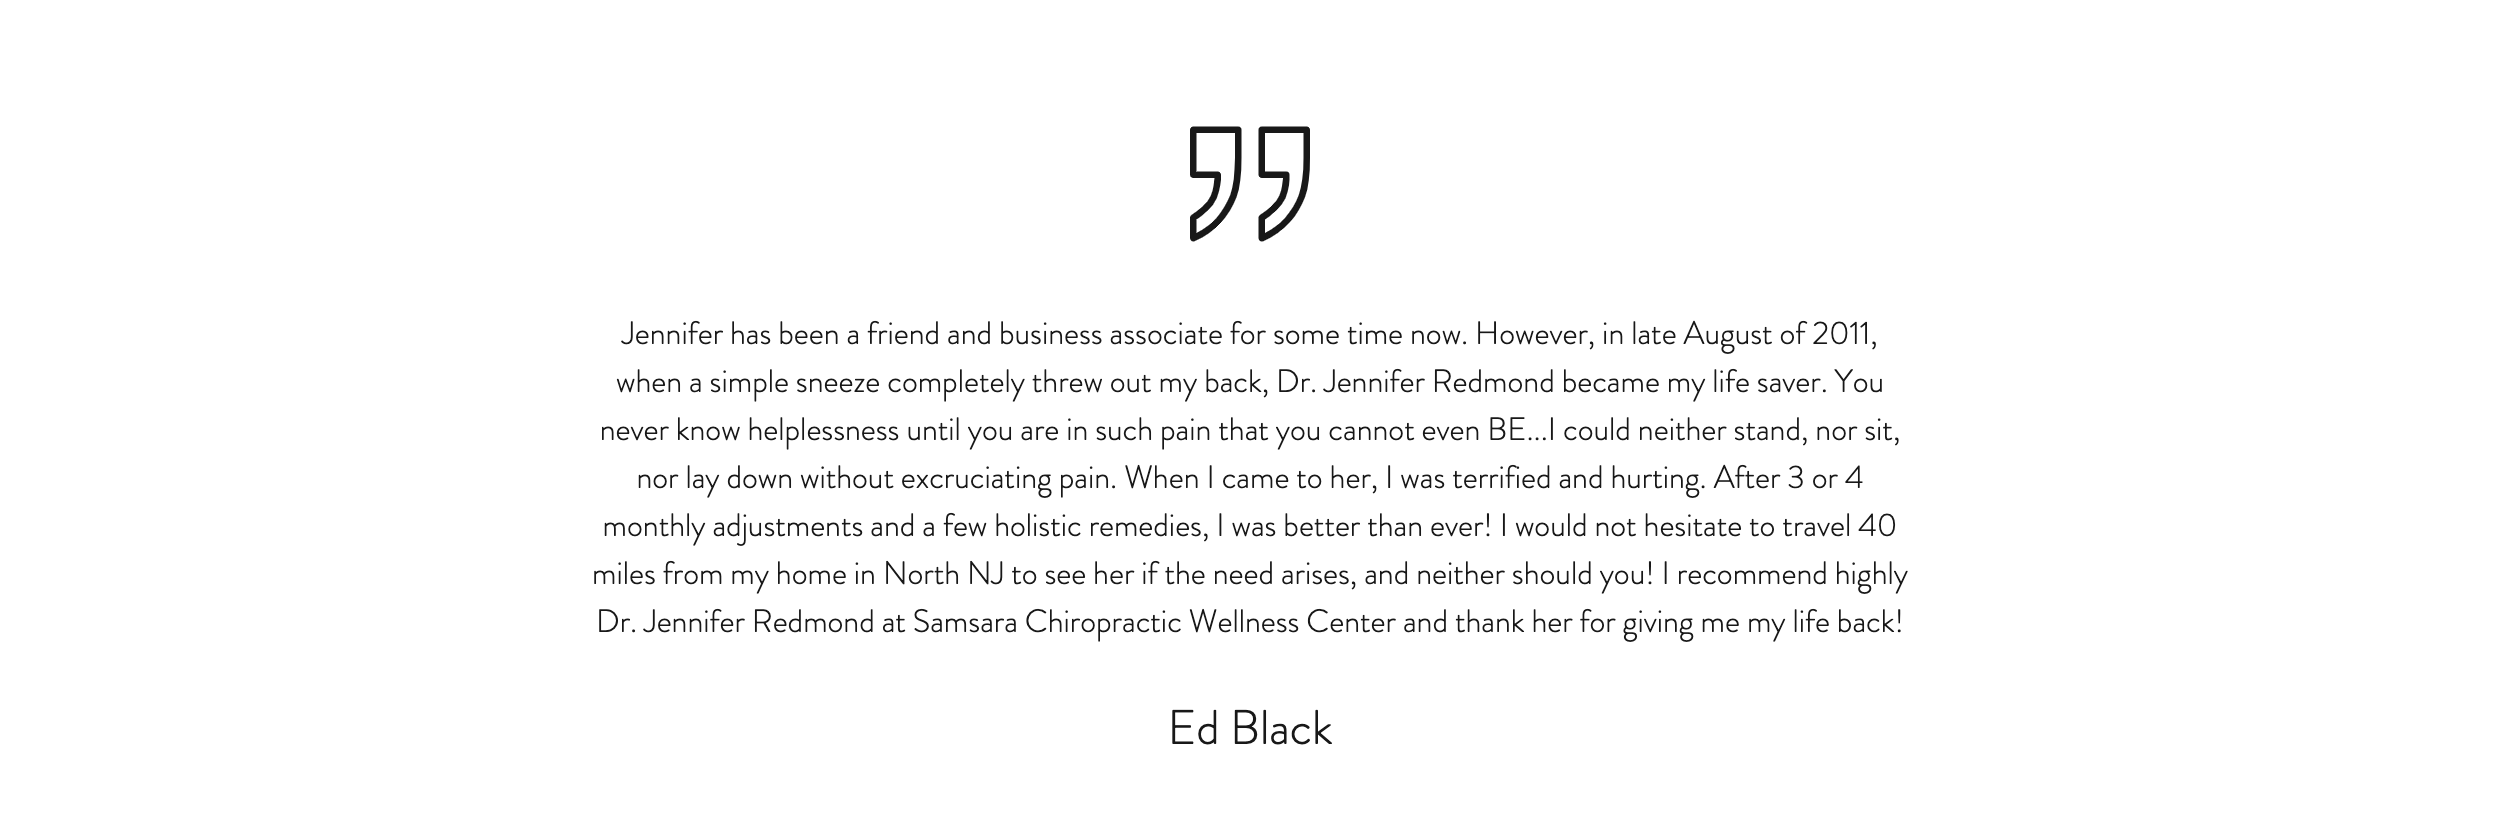 Jennifer has been a friend and business associate for some time now. However, in late August of 2011,
when a simple sneeze completely threw out my back, Dr. Jennifer Redmond became my life saver. You
never know helplessness until you are in such pain that you cannot even BE...I could neither stand, nor sit,
nor lay down without excruciating pain. When I came to her, I was terrified and hurting. After 3 or 4
monthly adjustments and a few holistic remedies, I was better than ever! I would not hesitate to travel 40
miles from my home in North NJ to see her if the need arises, and neither should you! I recommend highly
Dr. Jennifer Redmond at Samsara Chiropractic Wellness Center and thank her for giving me my life back!
Ed Black